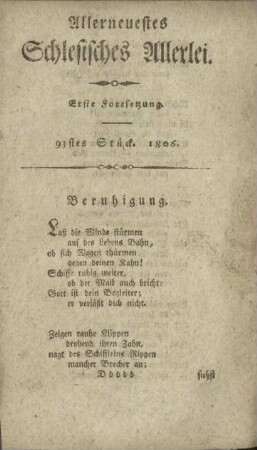 Allerneuestes
Schlesisches Allerlei.
Erste Fortsetzung.
93stes Stück. 1806.
Beruhigung.
Laß die Winde stürmen
auf des Lebens Bahn,
ob sich Wogen thürmen
gegen deinen Kahn!
Schiffe ruhig weiter,
ob der Mast auch bricht:
Gott ist dein Begleiter;
er verläßt dich nicht.
Zeigen rauhe Klippen
drohend ihren Zahn,
nagt des Schiffleins Rippen
mancher Brecher an;
Ddddd
siehst